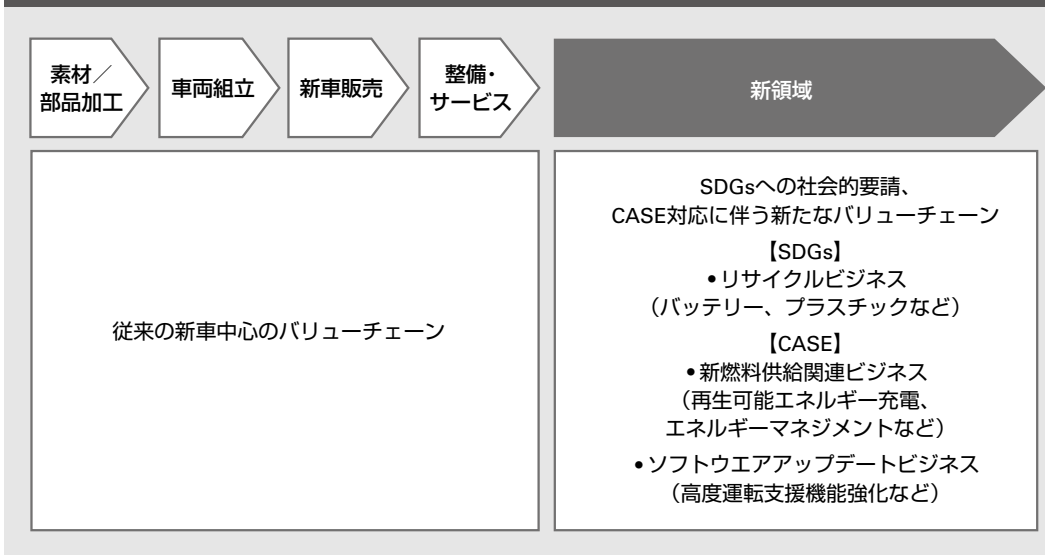 素材／
部品加工
車両組立
新車販売
整備・
サービス
新領域
従来の新車中心のバリューチェーン
SDGsへの社会的要請、
CASE対応に伴う新たなバリューチェーン
【SDGs】
•リサイクルビジネス
（バッテリー、プラスチックなど）
【CASE】
•新燃料供給関連ビジネス
（再生可能エネルギー充電、
エネルギーマネジメントなど）
•ソフトウエアアップデートビジネス
（高度運転支援機能強化など）